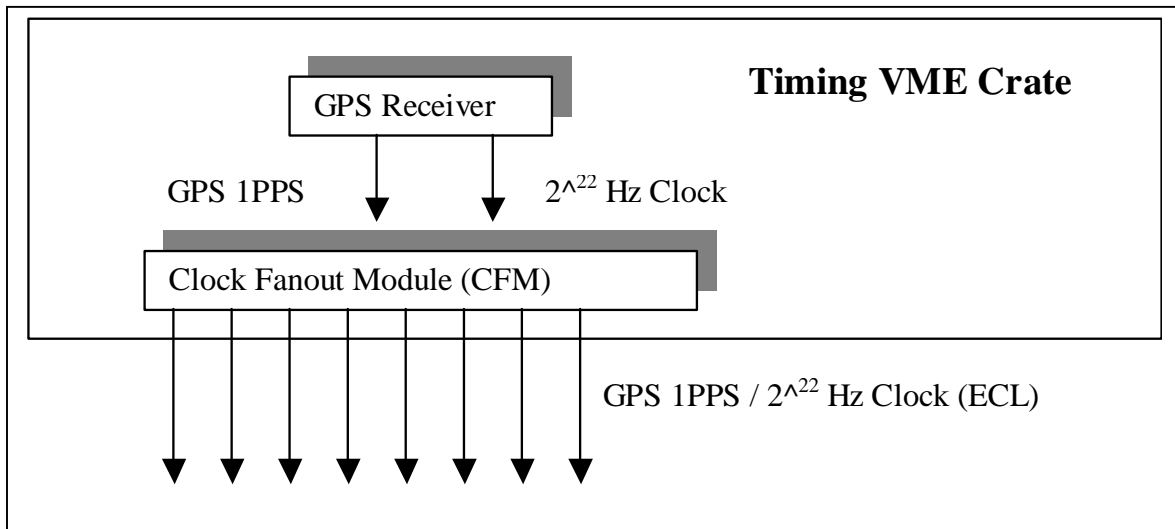 Timing VME Crate
GPS Receiver
GPS 1PPS
2^²² Hz Clock
Clock Fanout Module (CFM)
GPS 1PPS / 2^²² Hz Clock (ECL)